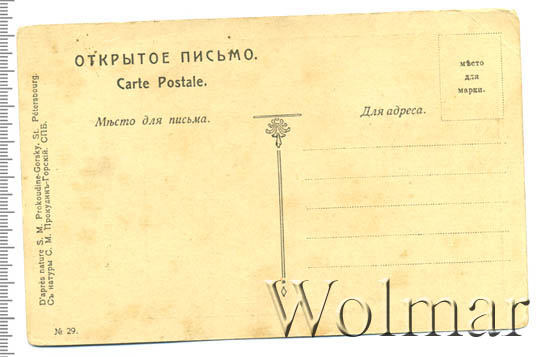 ОТКРЫТОЕ ПИСЬМО.
Carte Postale.
Мѣсто для письма.
Для адреса.
мѣсто
для
марки.
D'après nature S. M. Prokoudine-Gorsky. St. Pétersbourg.
Съ натуры С. М. Прокудинъ-Горскій. СПБ.
№ 29.
Wolmar